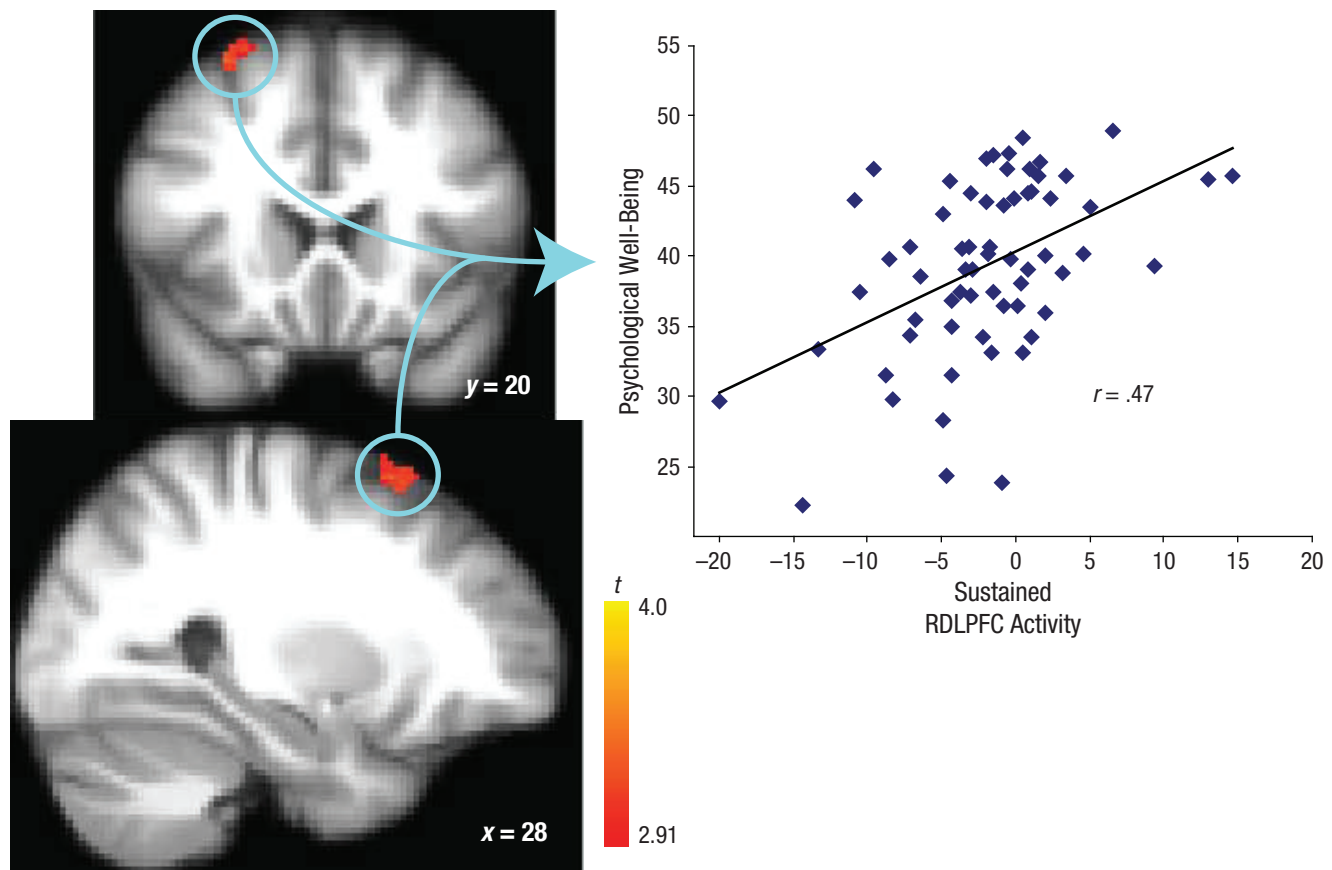 y = 20
x = 28
t
4.0
2.91
Psychological Well-Being
55
50
45
40
35
30
25
r = .47
–20 –15 –10 –5 0 5 10 15 20
Sustained
RDLPFC Activity